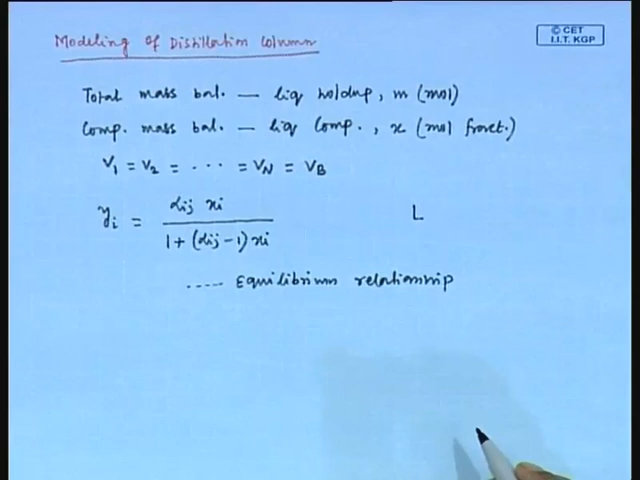 © CET
I.I.T. KGP
Modeling of Distillation Column
Total mass bal. — liq holdup, m (mol)
Comp. mass bal. — liq comp., x (mol fract.)
V1 = V2 = · · · = VN = VB
yi = αij xi / 1 + (αij − 1) xi
L
..... Equilibrium relationship